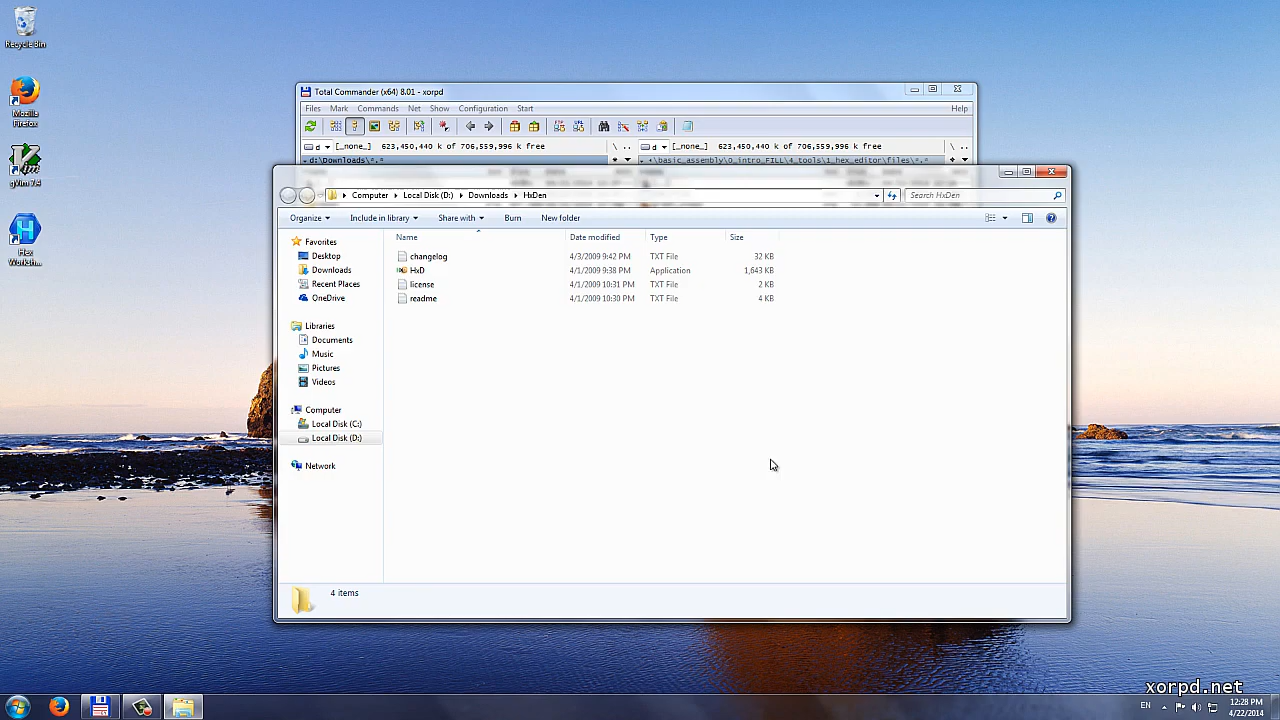 Recycle Bin
Mozilla
Firefox
gVim 7.4
Hex
Worksh...
Total Commander (x64) 8.01 - xorpd
Files Mark Commands Net Show Configuration Start Help
d [_none_] 623,450,440 k of 706,559,996 k free \ ..
d [_none_] 623,450,440 k of 706,559,996 k free \ ..
d:\Downloads\*.*
\basic_assembly\0_intro_FILL\4_tools\1_hex_editor\files\*.*
Computer Local Disk (D:) Downloads HxDen
Search HxDen
Organize Include in library Share with Burn New folder
Favorites
Desktop
Downloads
Recent Places
OneDrive
Libraries
Documents
Music
Pictures
Videos
Computer
Local Disk (C:)
Local Disk (D:)
Network
Name Date modified Type Size
changelog 4/3/2009 9:42 PM TXT File 32 KB
HxD 4/1/2009 9:38 PM Application 1,643 KB
license 4/1/2009 10:31 PM TXT File 2 KB
readme 4/1/2009 10:30 PM TXT File 4 KB
4 items
xorpd.net
EN
12:28 PM
4/22/2014